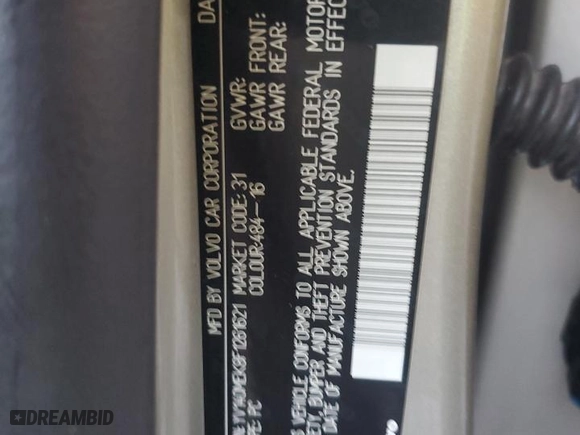 MFD BY VOLVO CAR CORPORATION DA
GVWR:
GAWR FRONT:
GAWR REAR:
MARKET CODE: 31
COLOUR: 484-16
VEHICLE CONFORMS TO ALL APPLICABLE FEDERAL MOTOR
BUMPER AND THEFT PREVENTION STANDARDS IN EFFEC
DATE OF MANUFACTURE SHOWN ABOVE.
DREAMBID